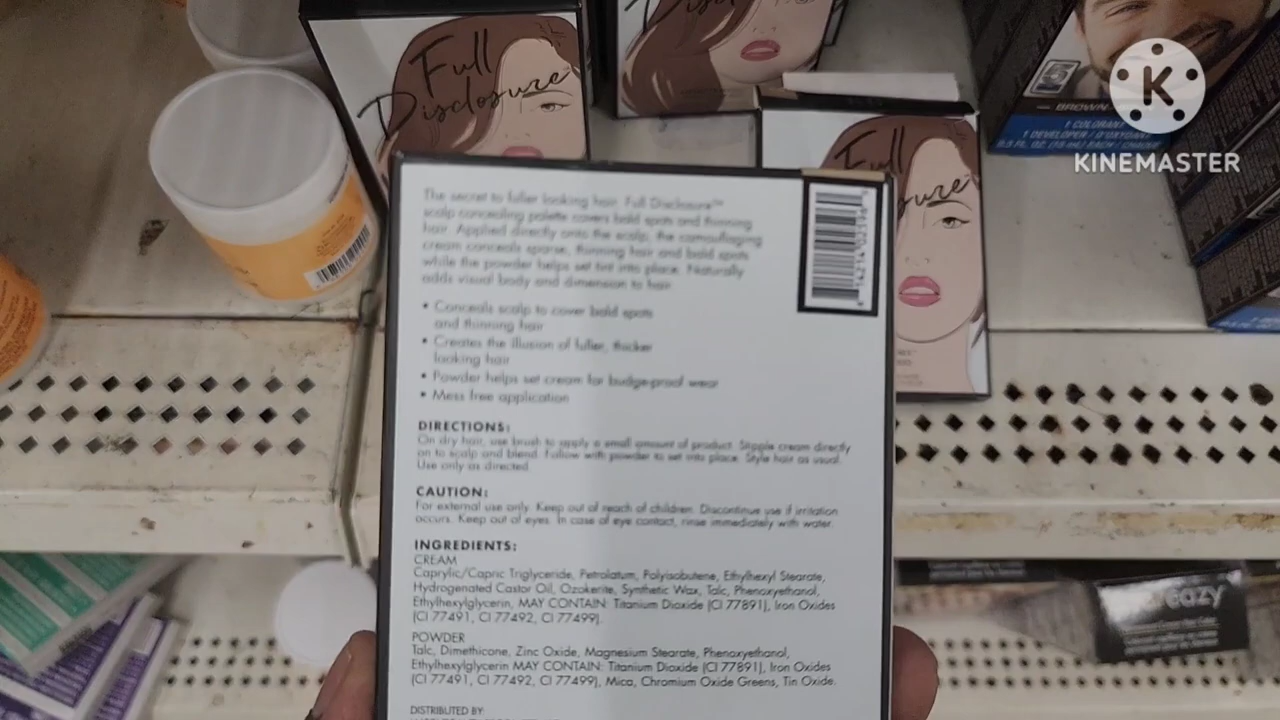 Full
Disclosure
Disclosure
Full
sure
BROWN
1 COLORANT
1 DEVELOPER / D'OXYDANT
KINEMASTER
The secret to fuller looking hair. Full Disclosure™
scalp concealing palette covers bald spots and thinning
hair. Applied directly onto the scalp, the camouflaging
cream conceals sparse, thinning hair and bald spots
while the powder helps set tint into place. Naturally
adds visual body and dimension to hair.
• Conceals scalp to cover bald spots
and thinning hair
• Creates the illusion of fuller, thicker
looking hair
• Powder helps set cream for budge-proof wear
• Mess free application
DIRECTIONS:
On dry hair, use brush to apply a small amount of product. Stipple cream directly
on to scalp and blend. Follow with powder to set into place. Style hair as usual.
Use only as directed.
CAUTION:
For external use only. Keep out of reach of children. Discontinue use if irritation
occurs. Keep out of eyes. In case of eye contact, rinse immediately with water.
INGREDIENTS:
CREAM
Caprylic/Capric Triglyceride, Petrolatum, Polyisobutene, Ethylhexyl Stearate,
Hydrogenated Castor Oil, Ozokerite, Synthetic Wax, Talc, Phenoxyethanol,
Ethylhexylglycerin, MAY CONTAIN: Titanium Dioxide (CI 77891), Iron Oxides
(CI 77491, CI 77492, CI 77499).
POWDER
Talc, Dimethicone, Zinc Oxide, Magnesium Stearate, Phenoxyethanol,
Ethylhexylglycerin MAY CONTAIN: Titanium Dioxide (CI 77891), Iron Oxides
(CI 77491, CI 77492, CI 77499), Mica, Chromium Oxide Greens, Tin Oxide.
DISTRIBUTED BY:
eazy